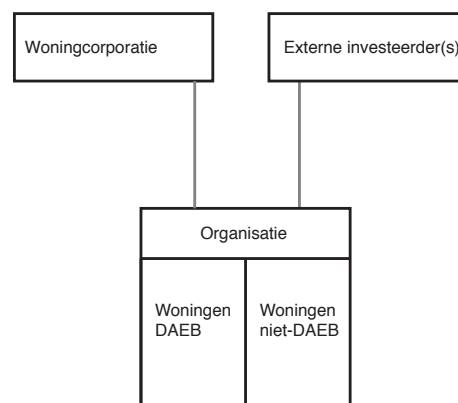 Woningcorporatie
Externe investeerder(s)
Organisatie
Woningen
DAEB
Woningen
niet-DAEB